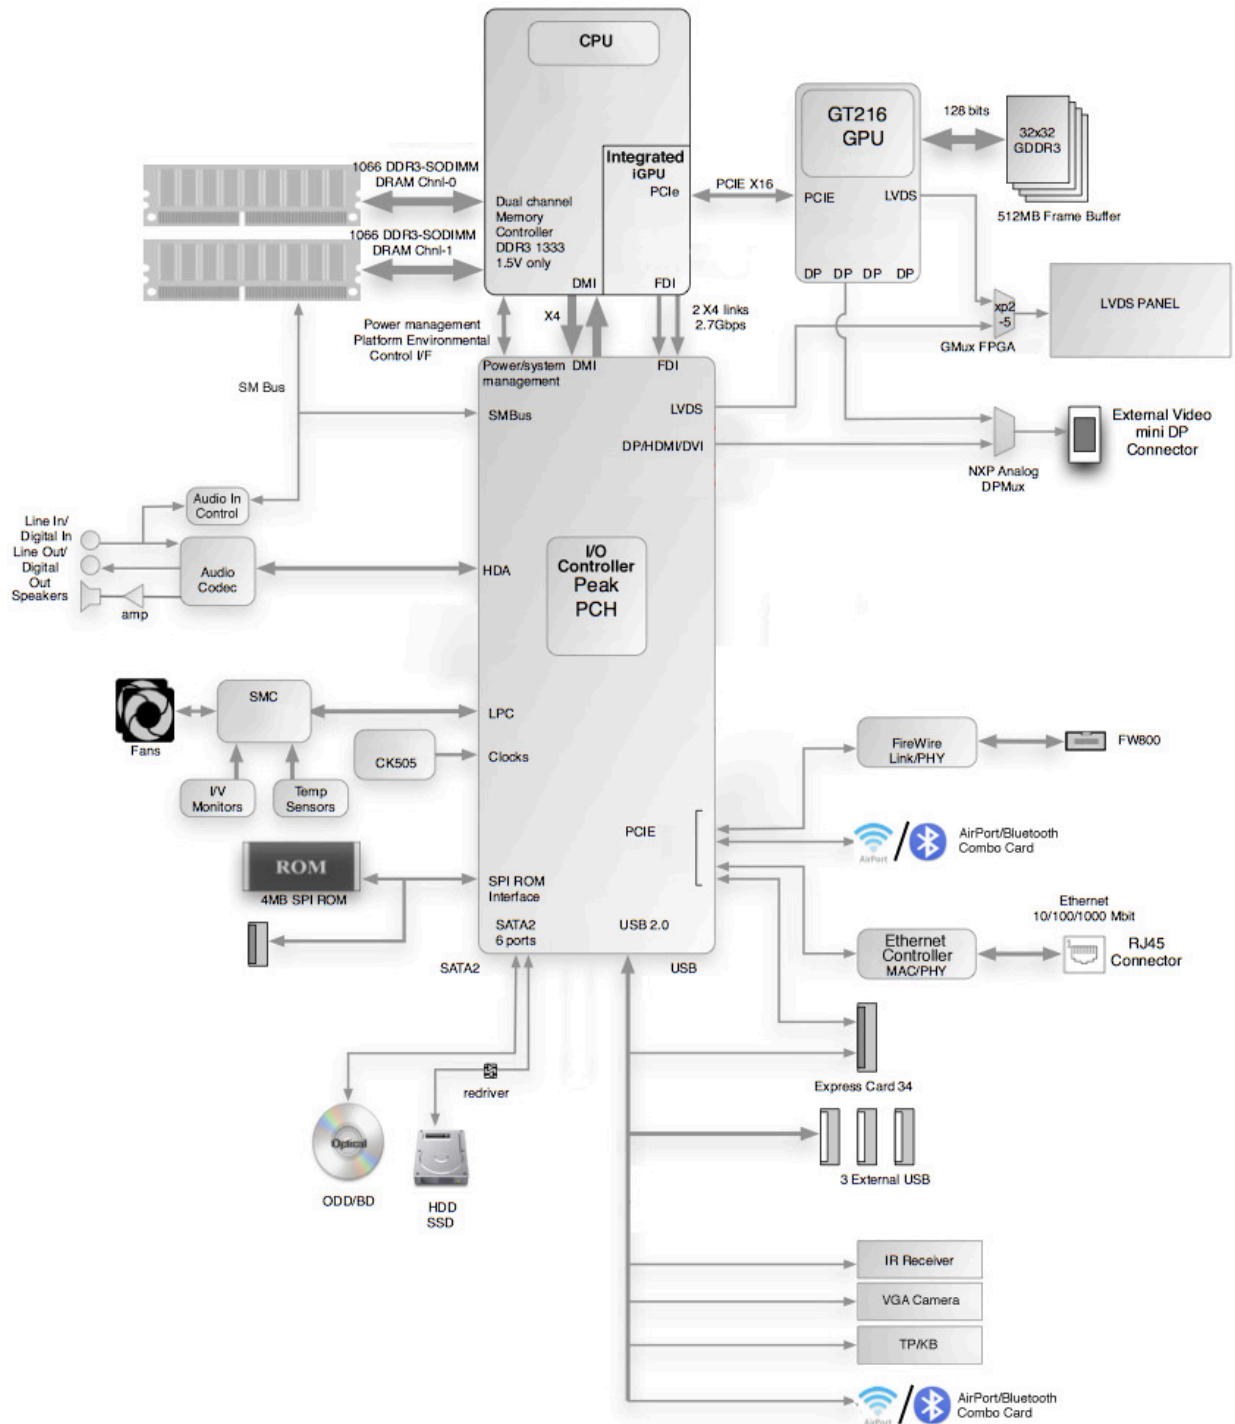 CPU
Integrated
iGPU
PCIe
Dual channel
Memory
Controller
DDR3 1333
1.5V only
DMI
FDI
1066 DDR3-SODIMM
DRAM Chnl-0
1066 DDR3-SODIMM
DRAM Chnl-1
PCIE X16
GT216
GPU
PCIE
LVDS
DP DP DP DP
128 bits
32x32
GDDR3
512MB Frame Buffer
xp2
-5
GMux FPGA
LVDS PANEL
Power management
Platform Environmental
Control I/F
X4
2 X4 links
2.7Gbps
Power/system
management
DMI
FDI
SM Bus
SMBus
LVDS
DP/HDMI/DVI
NXP Analog
DPMux
External Video
mini DP
Connector
Audio In
Control
Line In/
Digital In
Line Out/
Digital
Out
Speakers
amp
Audio
Codec
HDA
I/O
Controller
Peak
PCH
SMC
Fans
LPC
CK505
Clocks
I/V
Monitors
Temp
Sensors
FireWire
Link/PHY
FW800
PCIE
AirPort
AirPort/Bluetooth
Combo Card
ROM
4MB SPI ROM
SPI ROM
Interface
SATA2
6 ports
USB 2.0
SATA2
USB
Ethernet
10/100/1000 Mbit
Ethernet
Controller
MAC/PHY
RJ45
Connector
Express Card 34
redriver
Optical
ODD/BD
HDD
SSD
3 External USB
IR Receiver
VGA Camera
TP/KB
AirPort
AirPort/Bluetooth
Combo Card